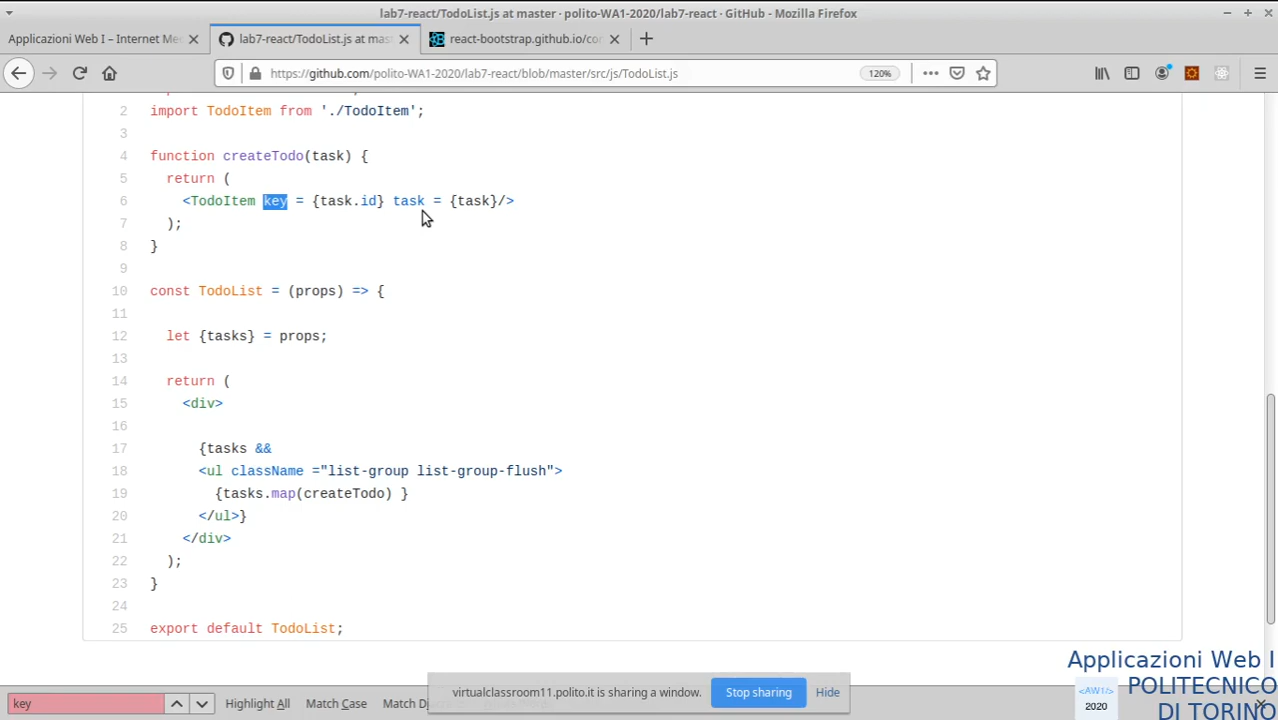 lab7-react/TodoList.js at master · polito-WA1-2020/lab7-react · GitHub - Mozilla Firefox
Applicazioni Web I – Internet Me
lab7-react/TodoList.js at mas
react-bootstrap.github.io/co
https://github.com/polito-WA1-2020/lab7-react/blob/master/src/js/TodoList.js
120%
2 import TodoItem from './TodoItem';
3
4 function createTodo(task) {
5 return (
6 <TodoItem key = {task.id} task = {task}/>
7 );
8 }
9
10 const TodoList = (props) => {
11
12 let {tasks} = props;
13
14 return (
15 <div>
16
17 {tasks &&
18 <ul className ="list-group list-group-flush">
19 {tasks.map(createTodo) }
20 </ul>}
21 </div>
22 );
23 }
24
25 export default TodoList;
Applicazioni Web I
POLITECNICO
DI TORINO
<AW1/>
2020
virtualclassroom11.polito.it is sharing a window.
Stop sharing
Hide
key
Highlight All
Match Case
Match D